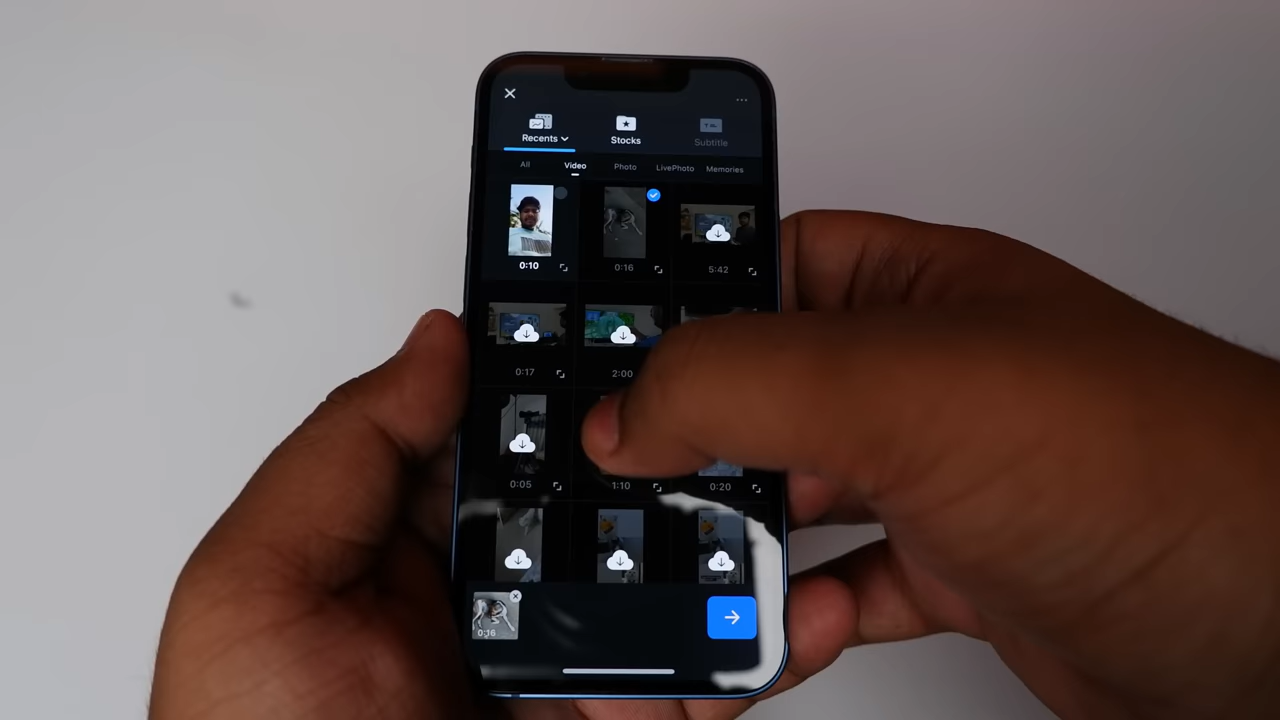 Recents
Stocks
Subtitle
All
Video
Photo
LivePhoto
Memories
0:10
0:16
5:42
0:17
2:00
0:05
1:10
0:20
0:16